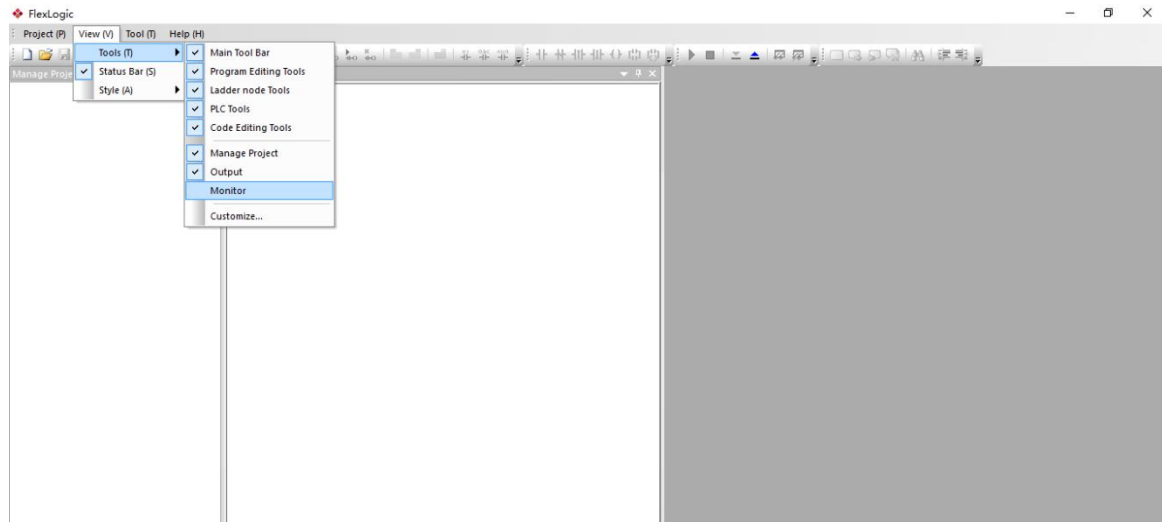 FlexLogic
Project (P) View (V) Tool (T) Help (H)
Tools (T)
Status Bar (S)
Style (A)
Main Tool Bar
Program Editing Tools
Ladder node Tools
PLC Tools
Code Editing Tools
Manage Project
Output
Monitor
Customize...
Manage Proje